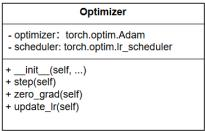 Optimizer
- optimizer: torch.optim.Adam
- scheduler: torch.optim.lr_scheduler
+ __init__(self, ...)
+ step(self)
+ zero_grad(self)
+ update_lr(self)